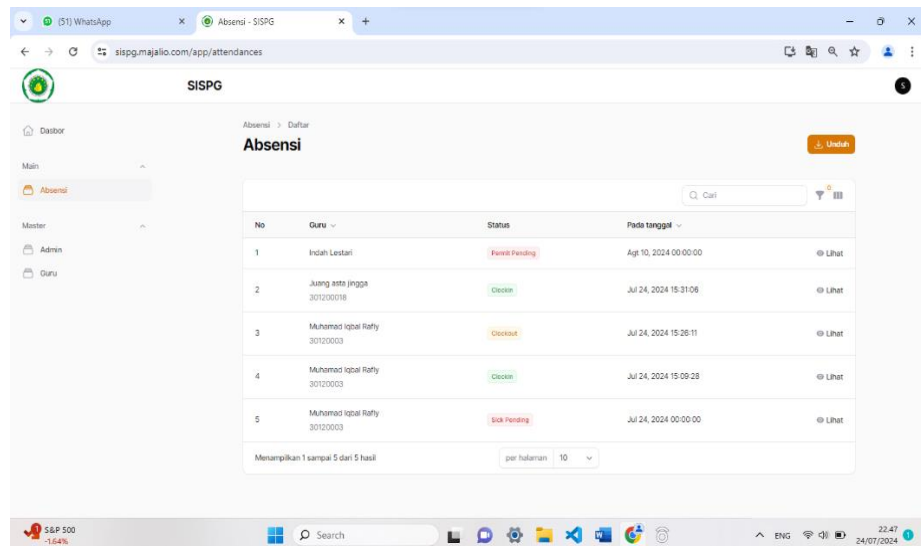 (51) WhatsApp
Absensi - SISPG
sispg.majalio.com/app/attendances
SISPG
S
Dasbor
Main
Absensi
Master
Admin
Guru
Absensi > Daftar
Absensi
Unduh
Cari
0
No Guru Status Pada tanggal
1 Indah Lestari Permit Pending Agt 10, 2024 00:00:00 Lihat
2 Juang asta jingga 301200018 Clockin Jul 24, 2024 15:31:06 Lihat
3 Muhamad Iqbal Rafly 30120003 Clockout Jul 24, 2024 15:26:11 Lihat
4 Muhamad Iqbal Rafly 30120003 Clockin Jul 24, 2024 15:09:28 Lihat
5 Muhamad Iqbal Rafly 30120003 Sick Pending Jul 24, 2024 00:00:00 Lihat
Menampilkan 1 sampai 5 dari 5 hasil per halaman 10
1 S&P 500
-1.64%
Search
ENG
22.47
24/07/2024
1